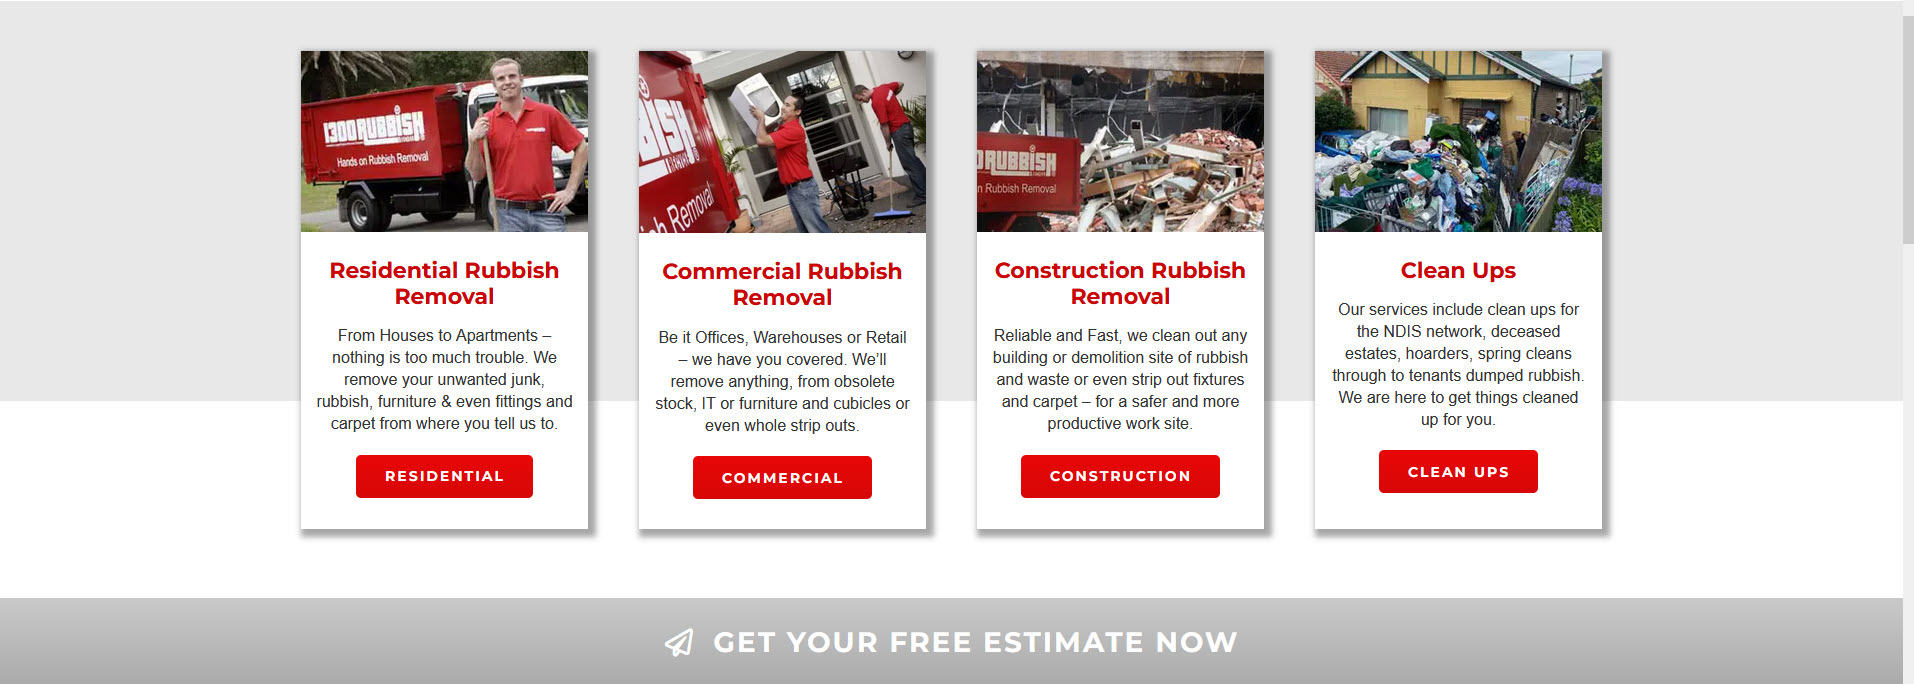 1300RUBBISH
Hands on Rubbish Removal
BISH
sh Removal
0RUBBISH
n Rubbish Removal
Residential Rubbish
Removal
From Houses to Apartments –
nothing is too much trouble. We
remove your unwanted junk,
rubbish, furniture & even fittings and
carpet from where you tell us to.
RESIDENTIAL
Commercial Rubbish
Removal
Be it Offices, Warehouses or Retail
– we have you covered. We’ll
remove anything, from obsolete
stock, IT or furniture and cubicles or
even whole strip outs.
COMMERCIAL
Construction Rubbish
Removal
Reliable and Fast, we clean out any
building or demolition site of rubbish
and waste or even strip out fixtures
and carpet – for a safer and more
productive work site.
CONSTRUCTION
Clean Ups
Our services include clean ups for
the NDIS network, deceased
estates, hoarders, spring cleans
through to tenants dumped rubbish.
We are here to get things cleaned
up for you.
CLEAN UPS
GET YOUR FREE ESTIMATE NOW